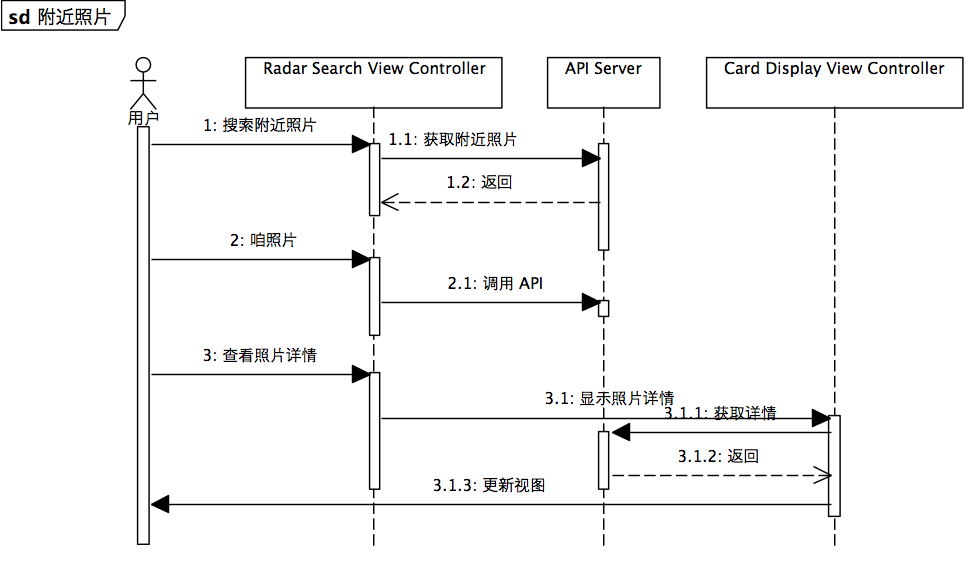 sd 附近照片
Radar Search View Controller
API Server
Card Display View Controller
用户
1: 搜索附近照片
1.1: 获取附近照片
1.2: 返回
2: 咱照片
2.1: 调用 API
3: 查看照片详情
3.1: 显示照片详情
3.1.1: 获取详情
3.1.2: 返回
3.1.3: 更新视图